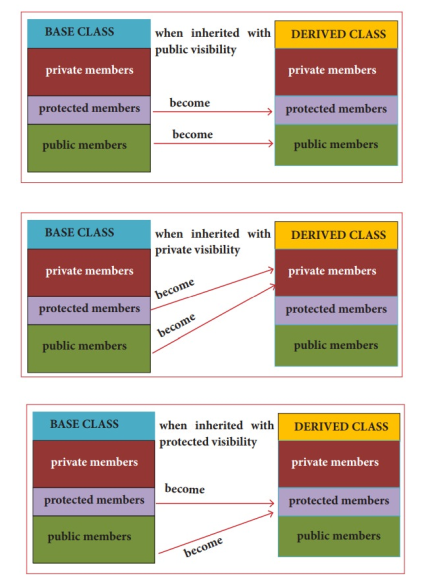 BASE CLASS
when inherited with
public visibility
DERIVED CLASS
private members
private members
protected members
become
protected members
public members
become
public members
BASE CLASS
when inherited with
private visibility
DERIVED CLASS
private members
private members
become
protected members
protected members
become
public members
public members
BASE CLASS
when inherited with
protected visibility
DERIVED CLASS
private members
private members
become
protected members
protected members
public members
become
public members